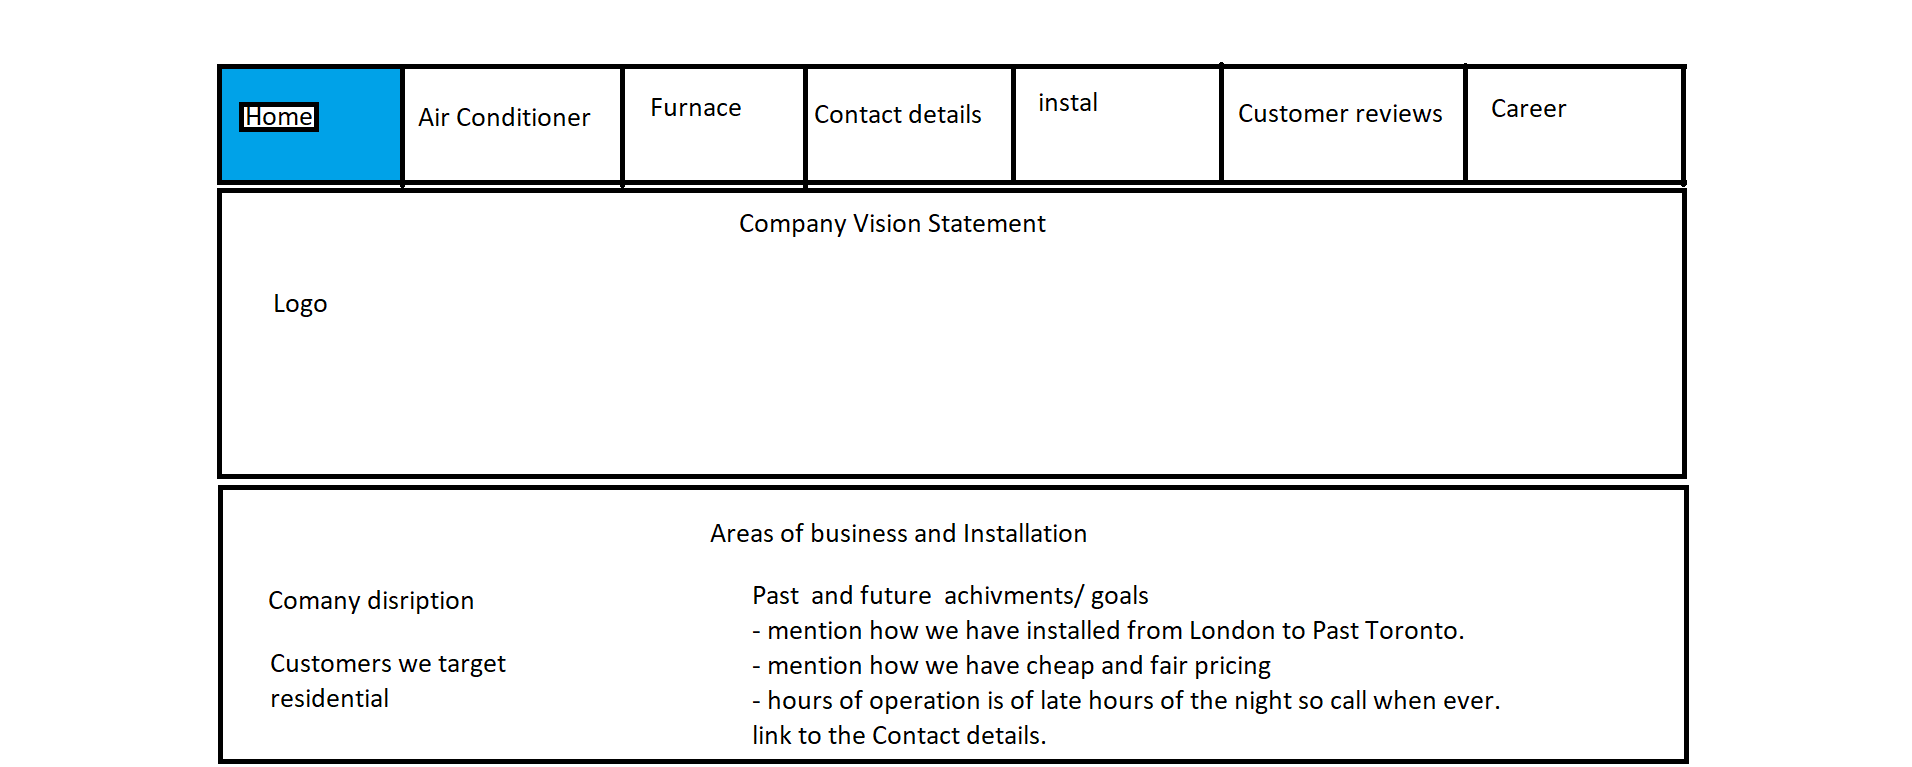 Home
Air Conditioner
Furnace
Contact details
instal
Customer reviews
Career
Company Vision Statement
Logo
Areas of business and Installation
Comany disription
Customers we target
residential
Past  and future  achivments/ goals
- mention how we have installed from London to Past Toronto.
- mention how we have cheap and fair pricing
- hours of operation is of late hours of the night so call when ever.
link to the Contact details.